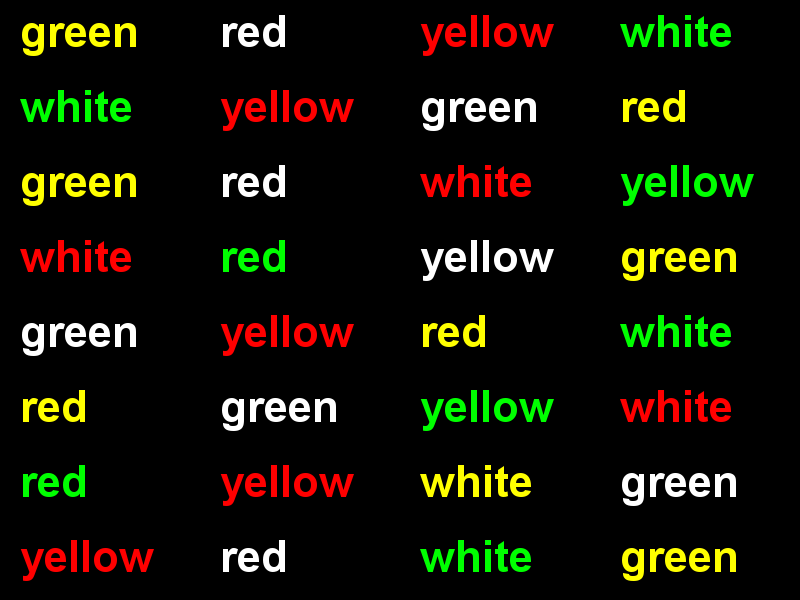 green red yellow white
white yellow green red
green red white yellow
white red yellow green
green yellow red white
red green yellow white
red yellow white green
yellow red white green